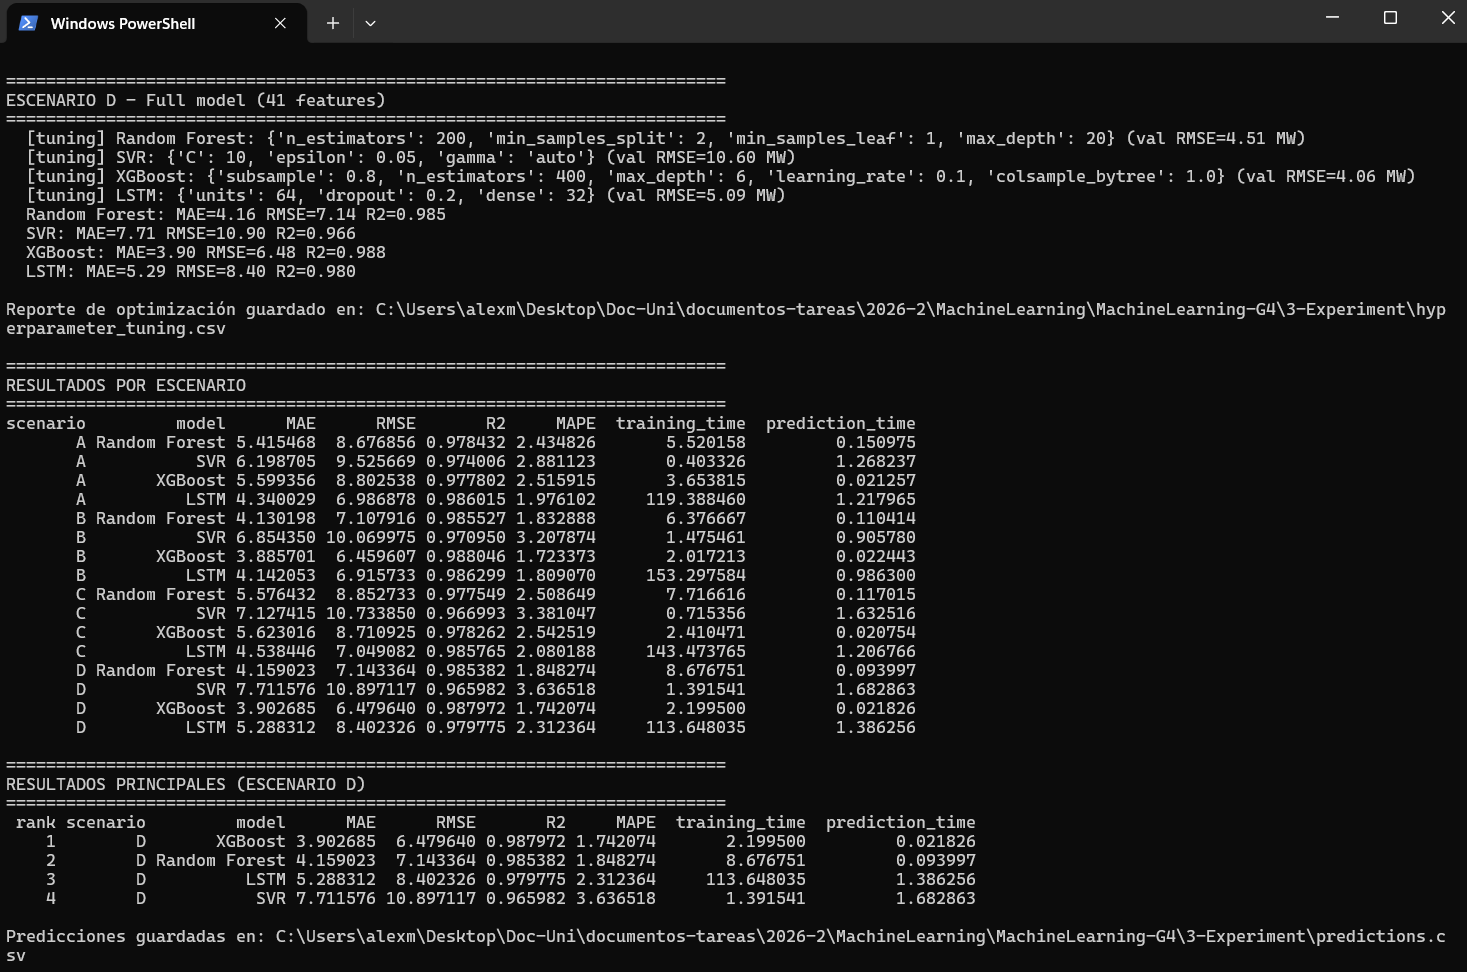 Windows PowerShell
========================================================================
ESCENARIO D - Full model (41 features)
========================================================================
[tuning] Random Forest: {'n_estimators': 200, 'min_samples_split': 2, 'min_samples_leaf': 1, 'max_depth': 20} (val RMSE=4.51 MW)
[tuning] SVR: {'C': 10, 'epsilon': 0.05, 'gamma': 'auto'} (val RMSE=10.60 MW)
[tuning] XGBoost: {'subsample': 0.8, 'n_estimators': 400, 'max_depth': 6, 'learning_rate': 0.1, 'colsample_bytree': 1.0} (val RMSE=4.06 MW)
[tuning] LSTM: {'units': 64, 'dropout': 0.2, 'dense': 32} (val RMSE=5.09 MW)
Random Forest: MAE=4.16 RMSE=7.14 R2=0.985
SVR: MAE=7.71 RMSE=10.90 R2=0.966
XGBoost: MAE=3.90 RMSE=6.48 R2=0.988
LSTM: MAE=5.29 RMSE=8.40 R2=0.980
Reporte de optimización guardado en: C:\Users\alexm\Desktop\Doc-Uni\documentos-tareas\2026-2\MachineLearning\MachineLearning-G4\3-Experiment\hyp
erparameter_tuning.csv
========================================================================
RESULTADOS POR ESCENARIO
========================================================================
scenario model MAE RMSE R2 MAPE training_time prediction_time
A Random Forest 5.415468 8.676856 0.978432 2.434826 5.520158 0.150975
A SVR 6.198705 9.525669 0.974006 2.881123 0.403326 1.268237
A XGBoost 5.599356 8.802538 0.977802 2.515915 3.653815 0.021257
A LSTM 4.340029 6.986878 0.986015 1.976102 119.388460 1.217965
B Random Forest 4.130198 7.107916 0.985527 1.832888 6.376667 0.110414
B SVR 6.854350 10.069975 0.970950 3.207874 1.475461 0.905780
B XGBoost 3.885701 6.459607 0.988046 1.723373 2.017213 0.022443
B LSTM 4.142053 6.915733 0.986299 1.809070 153.297584 0.986300
C Random Forest 5.576432 8.852733 0.977549 2.508649 7.716616 0.117015
C SVR 7.127415 10.733850 0.966993 3.381047 0.715356 1.632516
C XGBoost 5.623016 8.710925 0.978262 2.542519 2.410471 0.020754
C LSTM 4.538446 7.049082 0.985765 2.080188 143.473765 1.206766
D Random Forest 4.159023 7.143364 0.985382 1.848274 8.676751 0.093997
D SVR 7.711576 10.897117 0.965982 3.636518 1.391541 1.682863
D XGBoost 3.902685 6.479640 0.987972 1.742074 2.199500 0.021826
D LSTM 5.288312 8.402326 0.979775 2.312364 113.648035 1.386256
========================================================================
RESULTADOS PRINCIPALES (ESCENARIO D)
========================================================================
rank scenario model MAE RMSE R2 MAPE training_time prediction_time
1 D XGBoost 3.902685 6.479640 0.987972 1.742074 2.199500 0.021826
2 D Random Forest 4.159023 7.143364 0.985382 1.848274 8.676751 0.093997
3 D LSTM 5.288312 8.402326 0.979775 2.312364 113.648035 1.386256
4 D SVR 7.711576 10.897117 0.965982 3.636518 1.391541 1.682863
Predicciones guardadas en: C:\Users\alexm\Desktop\Doc-Uni\documentos-tareas\2026-2\MachineLearning\MachineLearning-G4\3-Experiment\predictions.c
sv